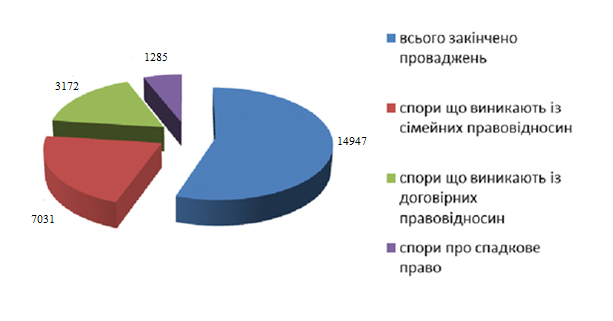 1285
3172
14947
7031
всього закінчено
проваджень
спори що виникають із
сімейних правовідносин
спори що виникають із
договірних
правовідносин
спори про спадкове
право